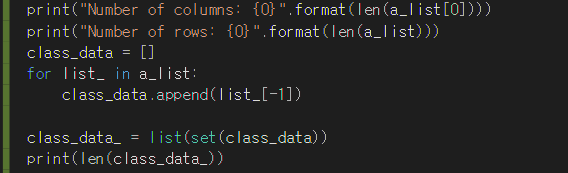 print("Number of columns: {0}".format(len(a_list[0])))
print("Number of rows: {0}".format(len(a_list)))
class_data = []
for list_ in a_list:
    class_data.append(list_[-1])
class_data_ = list(set(class_data))
print(len(class_data_))